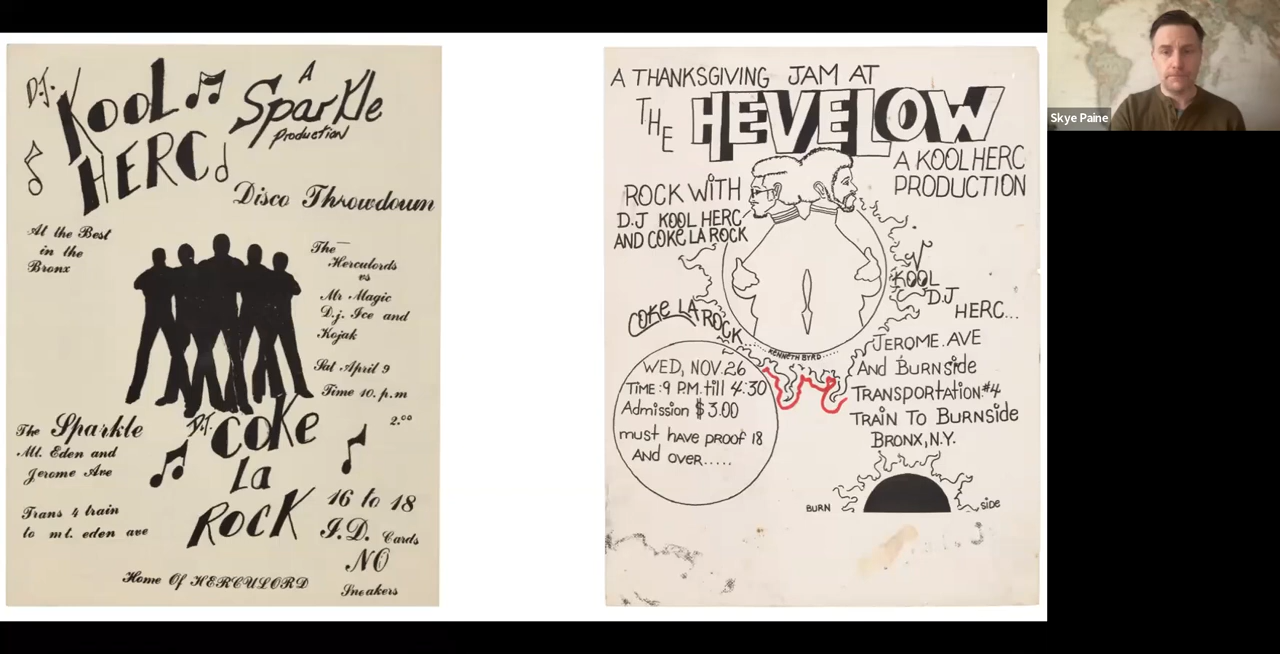 D.J.
Kool
HERC
A
Sparkle
production
Disco Throwdown
At the Best
in the
Bronx
The
Herculords
vs
Mr Magic
D.j. Ice and
Kojak
Sat April 9
Time 10. p.m
2.00
The Sparkle
Mt. Eden and
Jerome Ave
D.J.
coke
La
ROCK
Trans 4 train
to mt. eden ave
16 to 18
I.D. Cards
NO
Sneakers
Home Of HERCULORD
A THANKSGIVING JAM AT
THE HEVELOW
A KOOL HERC
PRODUCTION
ROCK WITH
D.J KOOL HERC
AND COKE LA ROCK
KOOL
D.J
HERC...
COKE LA ROCK
KENNETH BYRD
WED, NOV. 26
TIME: 9 P.M. till 4:30
Admission $3.00
must have proof 18
AND OVER.....
JEROME. AVE
And Burnside
TRANSPORTATION #4
TRAIN TO BURNSIDE
BRONX, N.Y.
BURN SIDE
Skye Paine